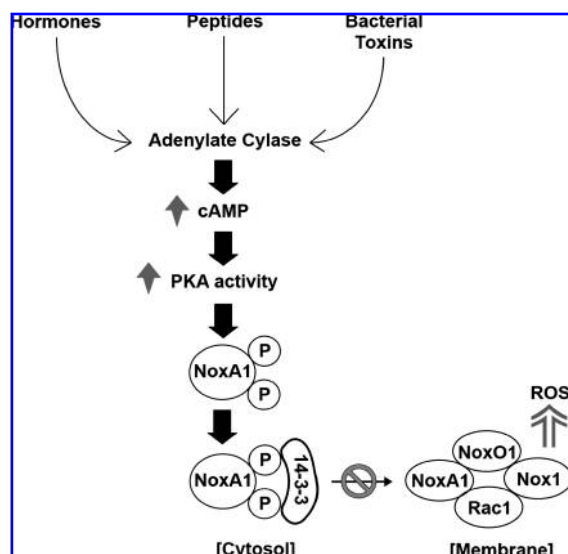 Hormones
Peptides
Bacterial
Toxins
Adenylate Cylase
cAMP
PKA activity
P
NoxA1
P
ROS
P
NoxA1
14-3-3
P
NoxO1
NoxA1
Nox1
Rac1
[Cytosol]
[Membrane]